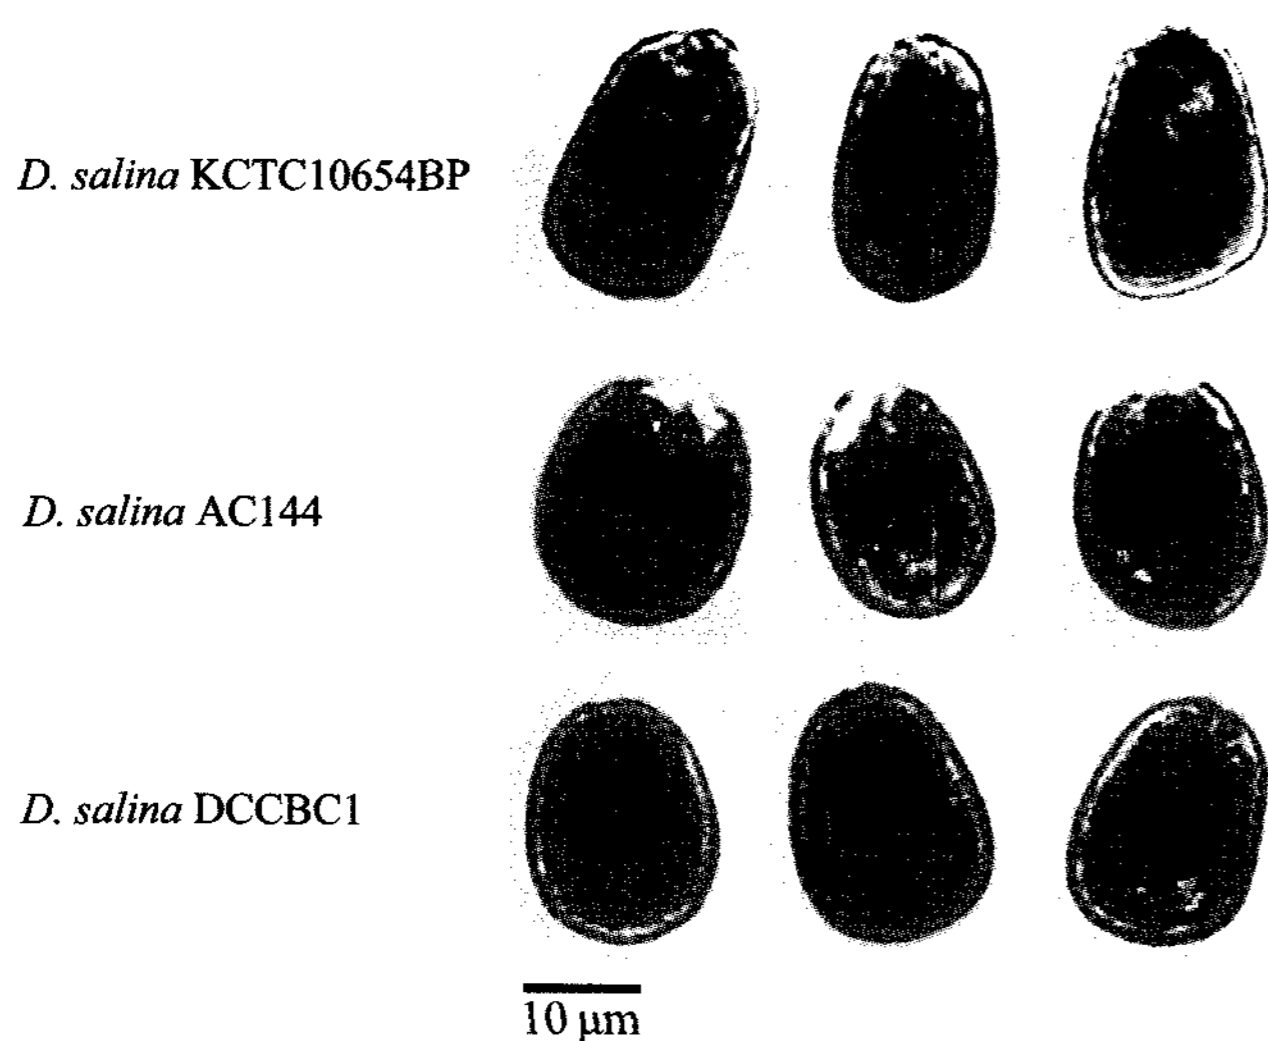 D. salina KCTC10654BP
D. salina AC144
D. salina DCCBC1
10 μm